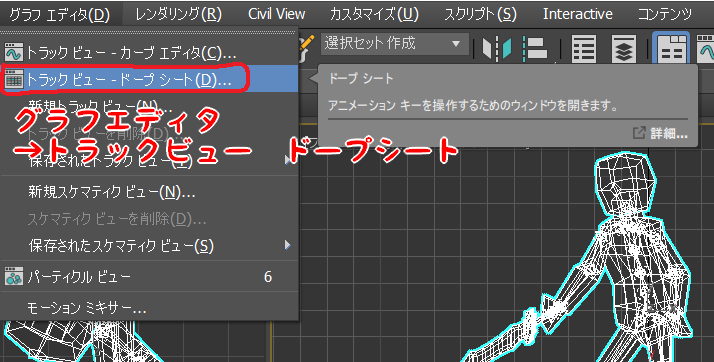 グラフ エディタ(D) レンダリング(R) Civil View カスタマイズ(U) スクリプト(S) Interactive コンテンツ
トラック ビュー - カーブ エディタ(C)...
選択セット 作成
トラック ビュー - ドープ シート(D)...
ドープ シート
アニメーション キーを操作するためのウィンドウを開きます。
詳細...
新規トラック ビュー(N)...
グラフエディタ
トラック ビューを削除(D)...
→トラックビュー ドープシート
保存されたトラック ビュー(T)
新規スケマティク ビュー(N)...
スケマティク ビューを削除(D)...
保存されたスケマティク ビュー(S)
パーティクル ビュー 6
モーション ミキサー...